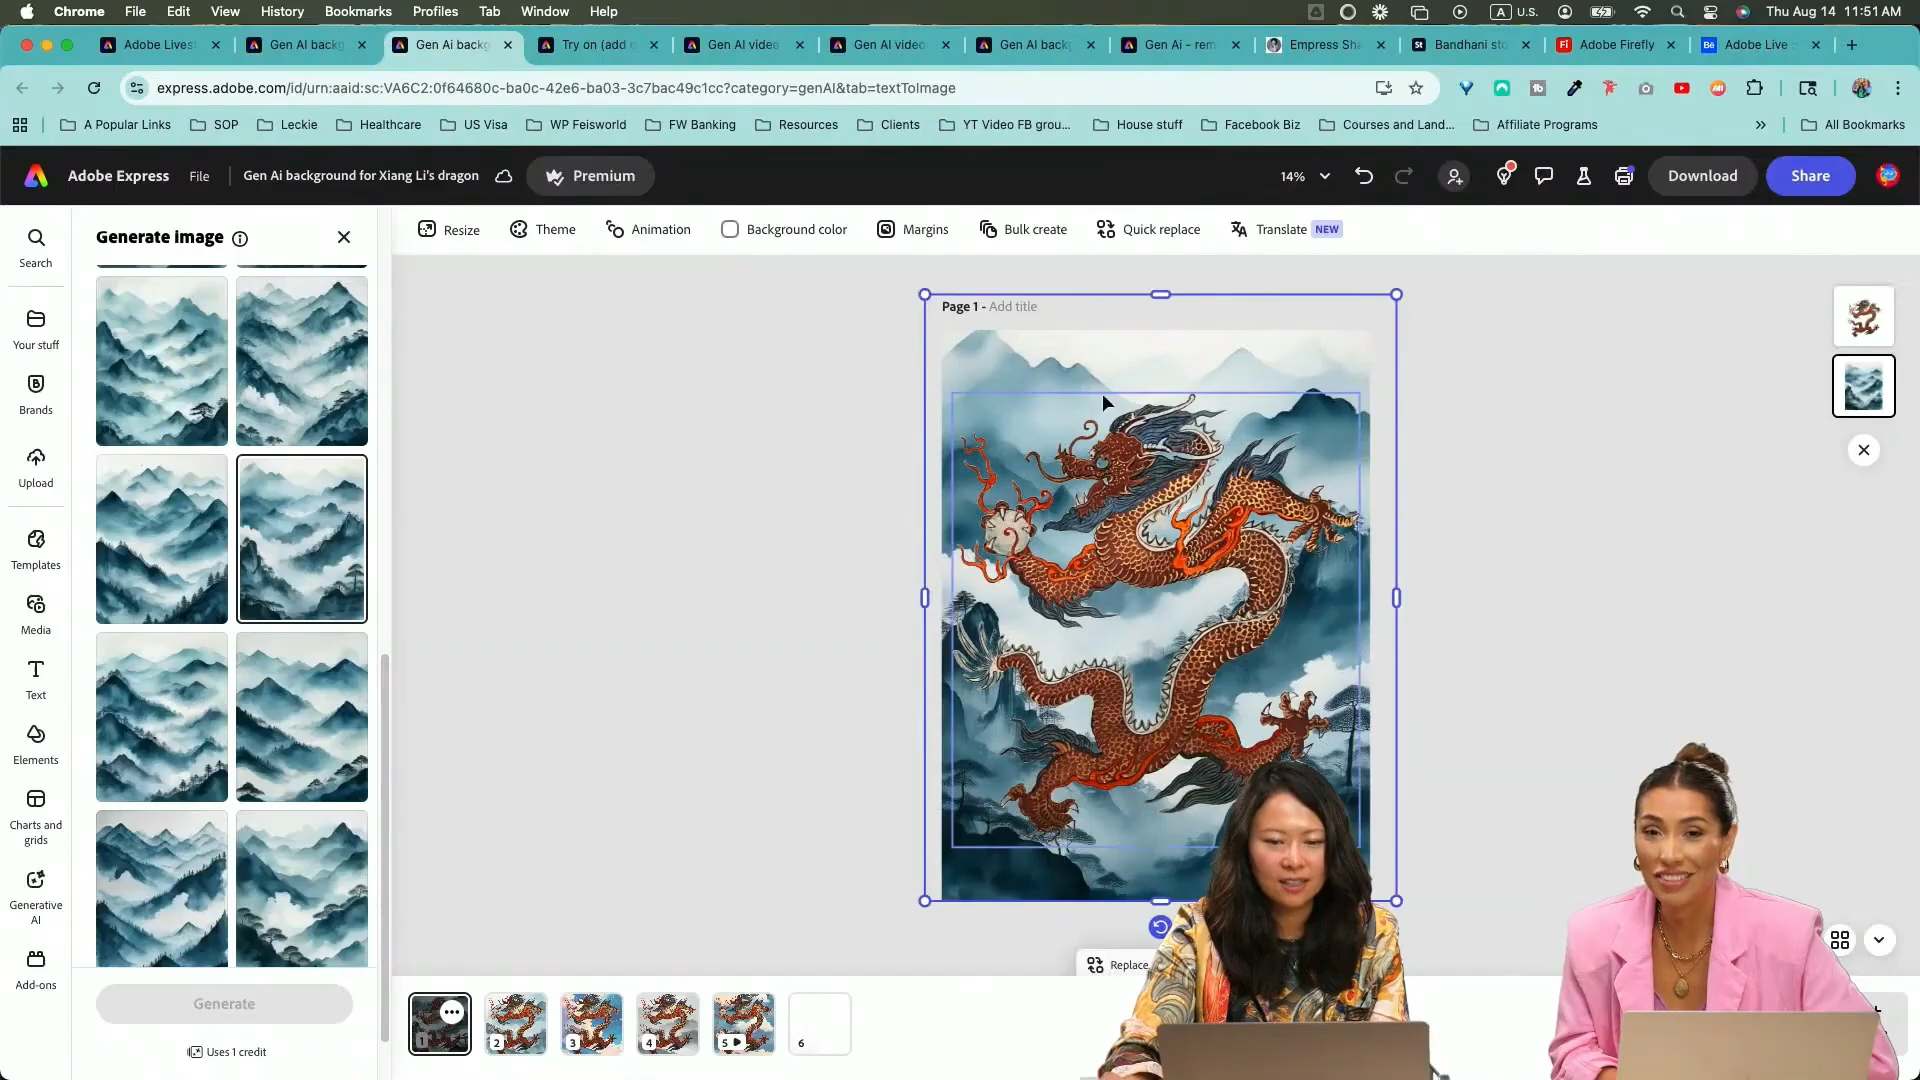 Chrome File Edit View History Bookmarks Profiles Tab Window Help
A U.S. Thu Aug 14 11:51 AM
Adobe Livest
Gen AI backg
Gen Ai backg
Try on (add o
Gen AI video
Gen AI video
Gen AI backg
Gen Ai - rem
Empress Sha
Bandhani sto
Adobe Firefly
Adobe Live
express.adobe.com/id/urn:aaid:sc:VA6C2:0f64680c-ba0c-42e6-ba03-3c7bac49c1cc?category=genAI&tab=textToImage
A Popular Links SOP Leckie Healthcare US Visa WP Feisworld FW Banking Resources Clients YT Video FB grou... House stuff Facebook Biz Courses and Land... Affiliate Programs » All Bookmarks
Adobe Express File Gen Ai background for Xiang Li's dragon Premium 14% Download Share
Resize Theme Animation Background color Margins Bulk create Quick replace Translate NEW
Generate image
Search
Your stuff
Brands
Upload
Templates
Media
Text
Elements
Charts and
grids
Generative
AI
Add-ons
Page 1 - Add title
Replace
Generate
Uses 1 credit
1 2 3 4 5 6